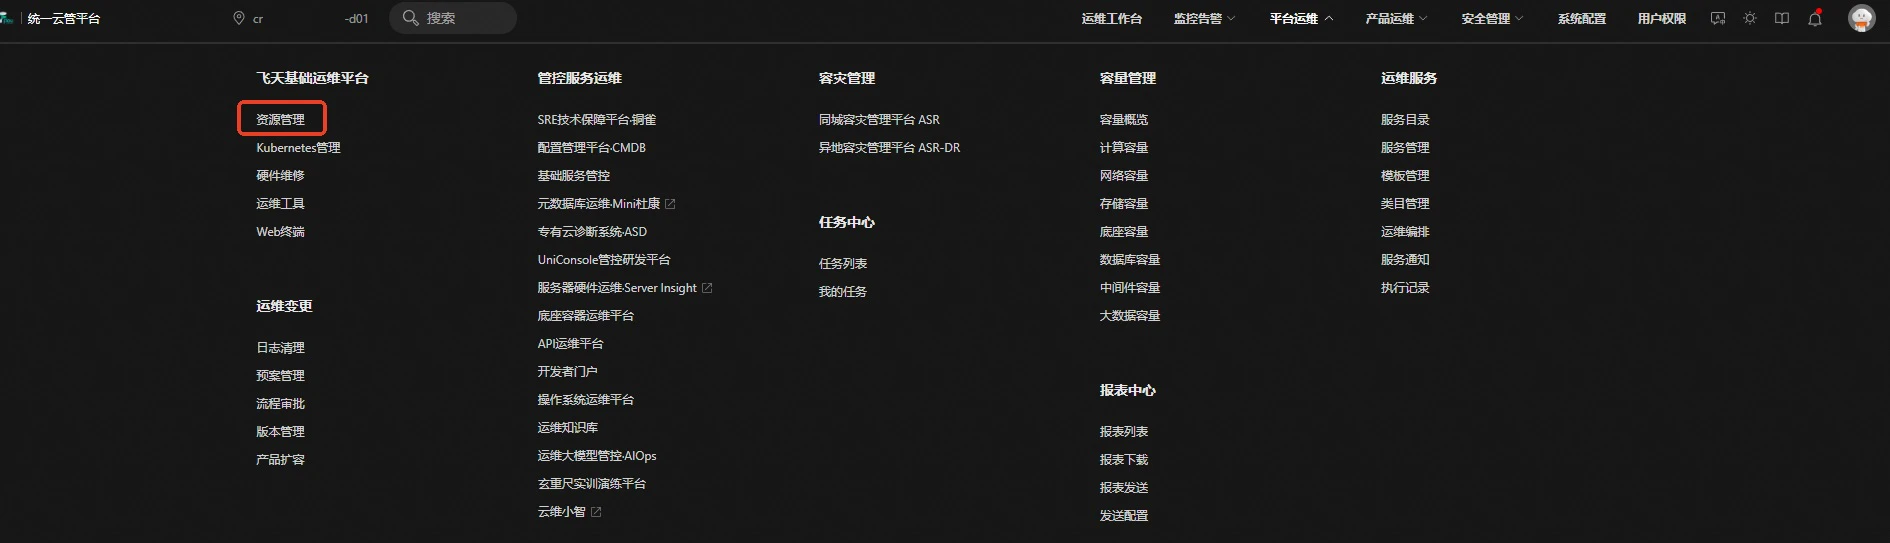 统一云管平台
cr -d01
搜索
运维工作台
监控告警
平台运维
产品运维
安全管理
系统配置
用户权限
飞天基础运维平台
资源管理
Kubernetes管理
硬件维修
运维工具
Web终端
运维变更
日志清理
预案管理
流程审批
版本管理
产品扩容
管控服务运维
SRE技术保障平台·铜雀
配置管理平台·CMDB
基础服务管控
元数据库运维·Mini杜康
专有云诊断系统·ASD
UniConsole管控研发平台
服务器硬件运维·Server Insight
底座容器运维平台
API运维平台
开发者门户
操作系统运维平台
运维知识库
运维大模型管控·AIOps
玄重尺实训演练平台
云维小智
容灾管理
同城容灾管理平台 ASR
异地容灾管理平台 ASR-DR
任务中心
任务列表
我的任务
容量管理
容量概览
计算容量
网络容量
存储容量
底座容量
数据库容量
中间件容量
大数据容量
报表中心
报表列表
报表下载
报表发送
发送配置
运维服务
服务目录
服务管理
模板管理
类目管理
运维编排
服务通知
执行记录